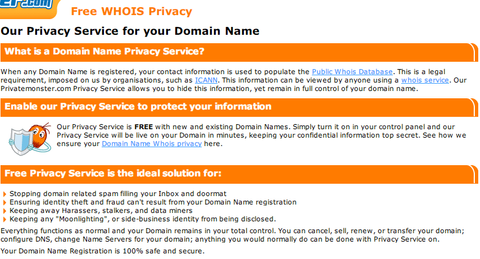 Free WHOIS Privacy
Our Privacy Service for your Domain Name
What is a Domain Name Privacy Service?
When any Domain Name is registered, your contact information is used to populate the Public Whois Database. This is a legal
requirement, imposed on us by organisations, such as ICANN. This information can be viewed by anyone using a whois service. Our
Privatemonster.com Privacy Service allows you to hide this information, yet remain in full control of your domain name.
Enable our Privacy Service to protect your information
Our Privacy Service is FREE with new and existing Domain Names. Simply turn it on in your control panel and our
Privacy Service will be live on your Domain in minutes, keeping your confidential information top secret. See how we
ensure your Domain Name Whois privacy here.
Free Privacy Service is the ideal solution for:
Stopping domain related spam filling your Inbox and doormat
Ensuring identity theft and fraud can't result from your Domain Name registration
Keeping away Harassers, stalkers, and data miners
Keeping any "Moonlighting", or side-business identity from being disclosed.
Everything functions as normal and your Domain remains in your total control. You can cancel, sell, renew, or transfer your domain;
configure DNS, change Name Servers for your domain; anything you would normally do can be done with Privacy Service on.
Your Domain Name Registration is 100% safe and secure.